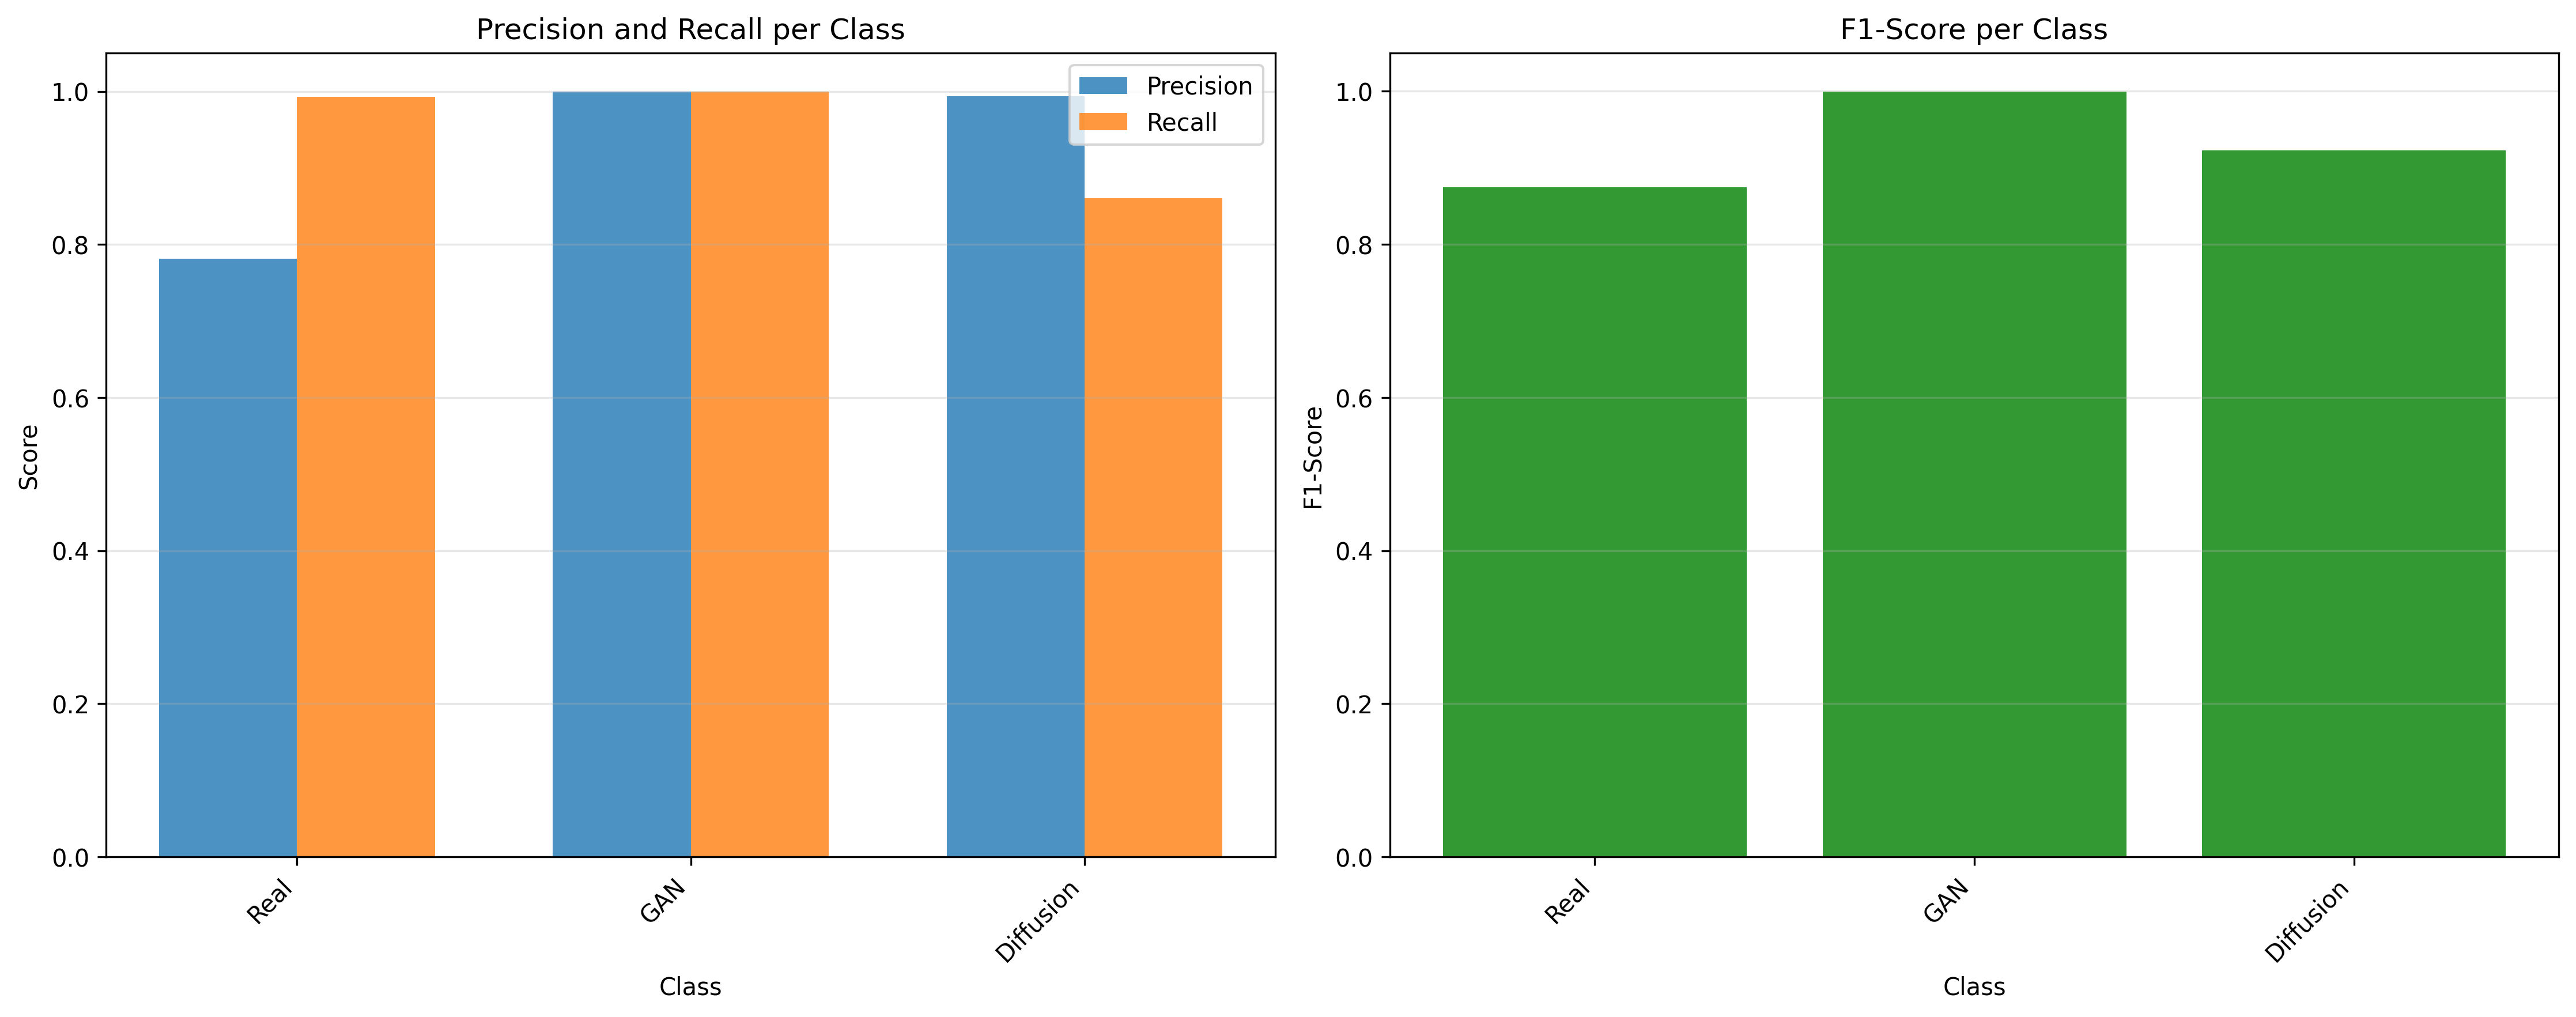 Precision and Recall per Class
Precision
Recall
1.0
0.8
0.6
0.4
0.2
0.0
Score
Real
GAN
Diffusion
Class
F1-Score per Class
1.0
0.8
0.6
0.4
0.2
0.0
F1-Score
Real
GAN
Diffusion
Class